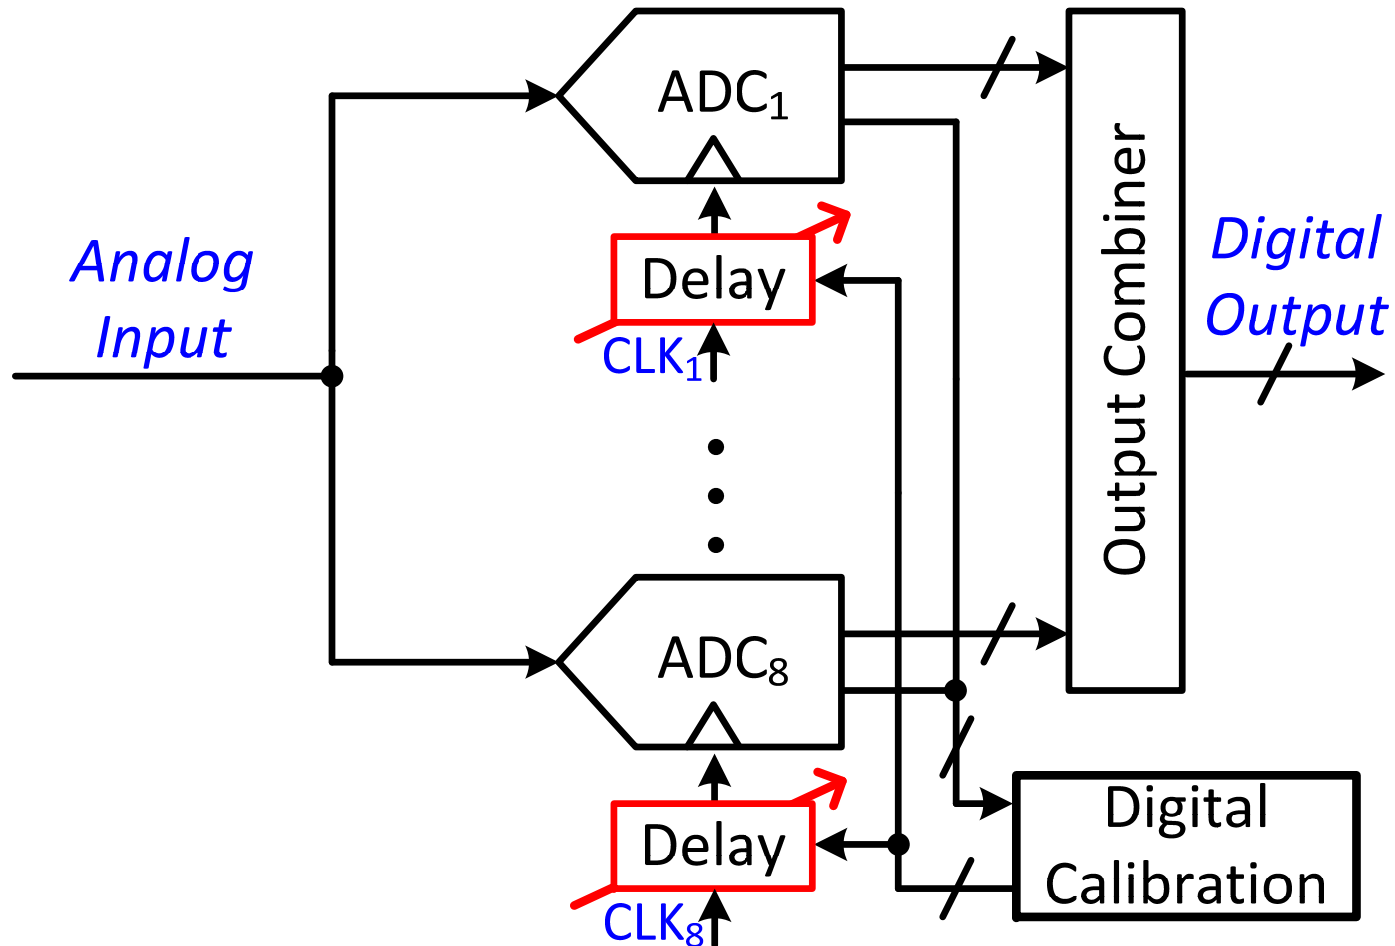 ADC₁
Analog
Input
Delay
CLK₁
Output Combiner
Digital
Output
ADC₈
Delay
CLK₈
Digital
Calibration